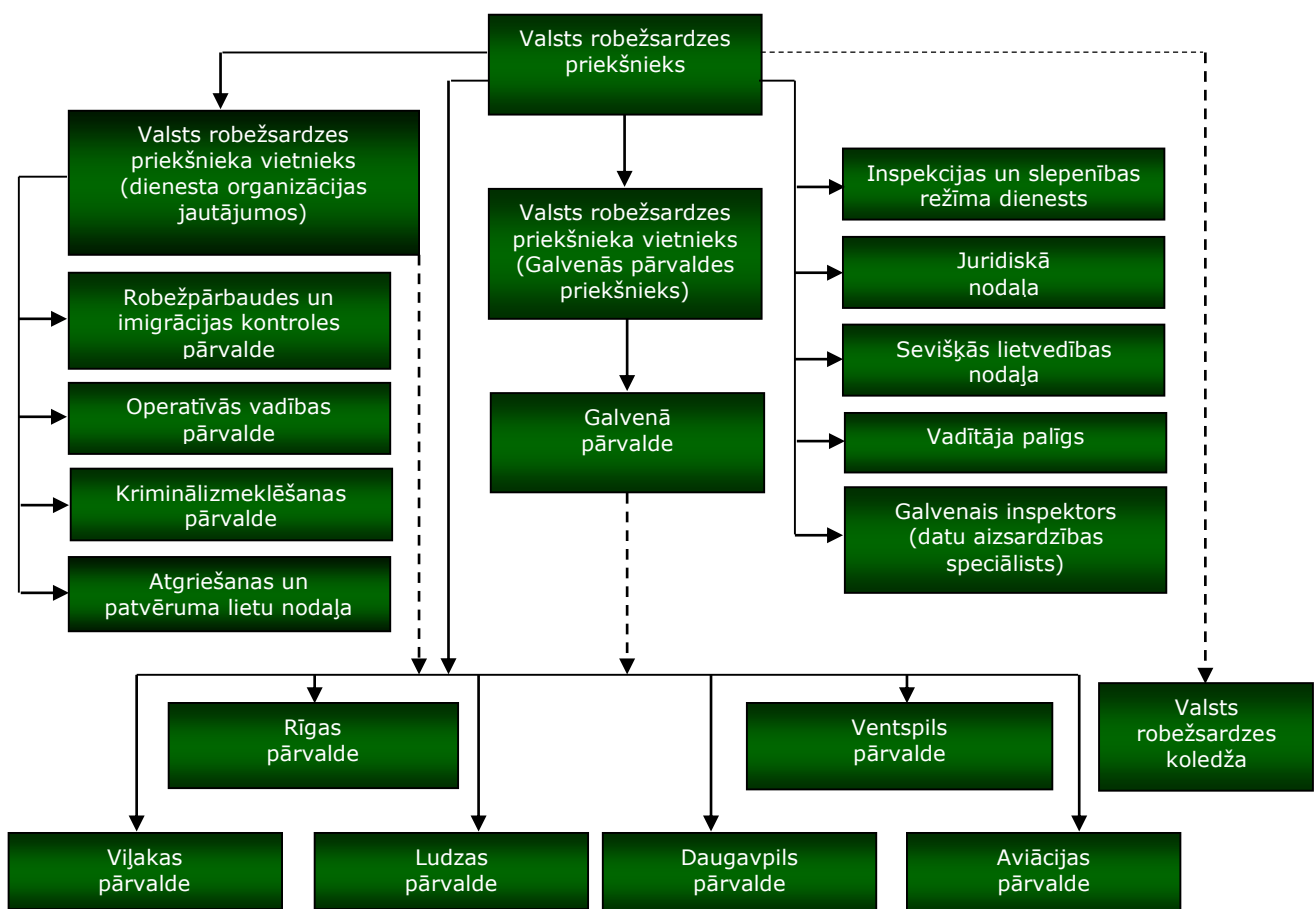 Valsts robežsardzes
priekšnieks
Valsts robežsardzes
priekšnieka vietnieks
(dienesta organizācijas
jautājumos)
Robežpārbaudes un
imigrācijas kontroles
pārvalde
Operatīvās vadības
pārvalde
Kriminālizmeklēšanas
pārvalde
Atgriešanas un
patvēruma lietu nodaļa
Valsts robežsardzes
priekšnieka vietnieks
(Galvenās pārvaldes
priekšnieks)
Galvenā
pārvalde
Inspekcijas un slepenības
režīma dienests
Juridiskā
nodaļa
Sevišķās lietvedības
nodaļa
Vadītāja palīgs
Galvenais inspektors
(datu aizsardzības
speciālists)
Rīgas
pārvalde
Ventspils
pārvalde
Valsts
robežsardzes
koledža
Viļakas
pārvalde
Ludzas
pārvalde
Daugavpils
pārvalde
Aviācijas
pārvalde